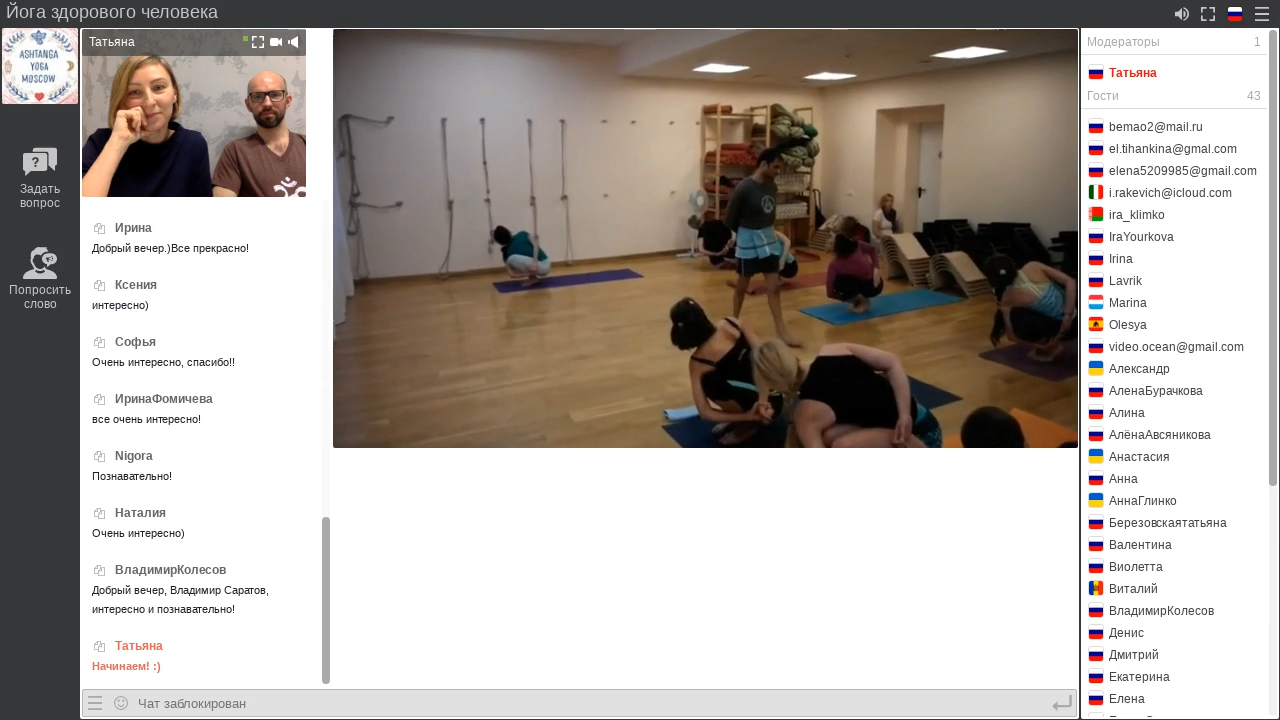 Йога здорового человека
ASHTANGA
YOGA
MOSCOW
Задать
вопрос
Попросить
слово
Татьяна
Ирина
Добрый вечер.)Все прекрасно!
Ксения
интересно)
Софья
Очень интересно, спасибо!!
ИринаФомичева
все очень интересно!
Nigora
Познавательно!
Наталия
Очень интересно)
ВладимирКолесов
Добрый вечер, Владимир Саратов,
интересно и познавательно!
Татьяна
Начинаем! :)
Чат заблокирован
Модераторы 1
Татьяна
Гости 43
bemao2@mail.ru
el.tihankina@gmal.com
elena5209985@gmail.com
i.rakevich@icloud.com
ira_klimko
iraYourkova
Irina
Lavrik
Marina
Olesya
video.ocean@gmail.com
Александр
АленаБурачкова
Алина
АлёнаАвсяникова
Анастасия
Анна
АннаГлинко
Березовскаятатьяна
Валентина
Виолетта
Виталий
ВладимирКолесов
Денис
Дмитрий
Екатерина
Елена